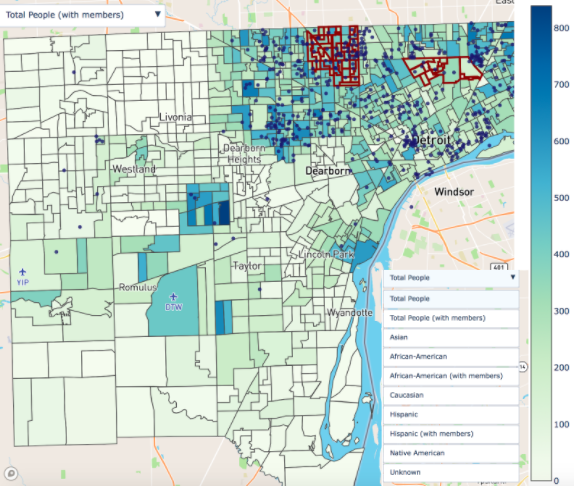 East
Total People (with members) ▼
800
700
Livonia
Detroit
600
Dearborn
Heights
Westland
Dearborn
Windsor
500
Lincoln Park
400
Taylor
401
YIP
Romulus
DTW
Total People ▼
Total People
300
Wyandotte
Total People (with members)
Asian
African-American
14
200
African-American (with members)
Caucasian
Hispanic
100
Hispanic (with members)
Native American
Unknown
0